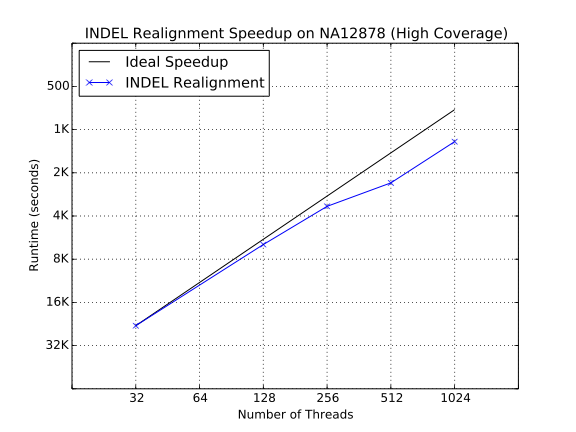 INDEL Realignment Speedup on NA12878 (High Coverage)
Ideal Speedup
INDEL Realignment
500
1K
2K
4K
8K
16K
32K
Runtime (seconds)
32 64 128 256 512 1024
Number of Threads